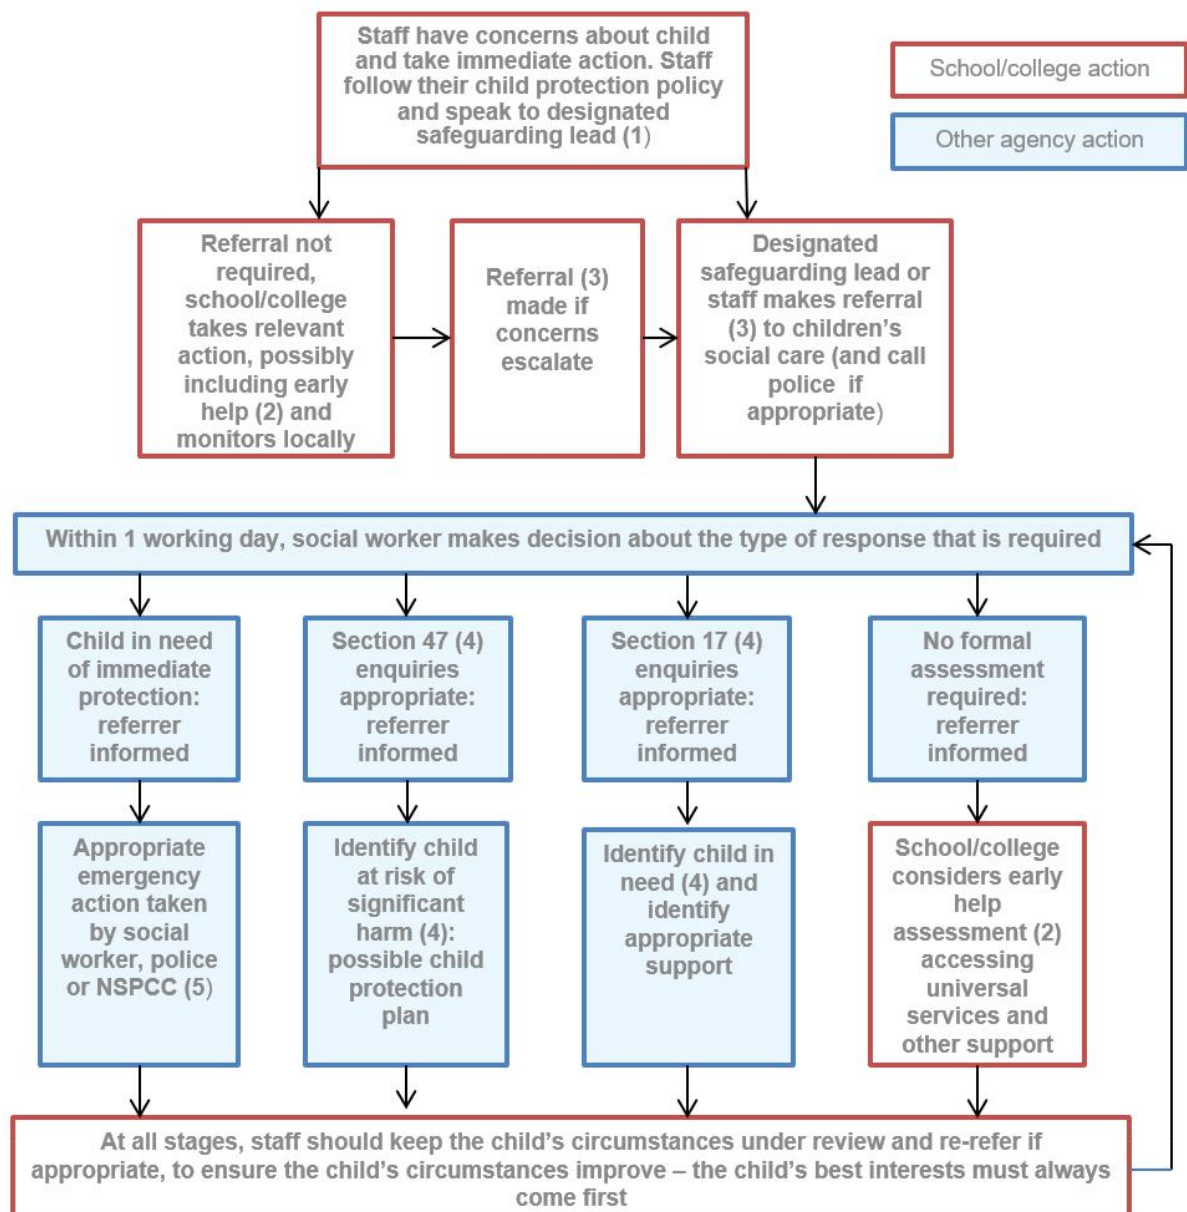 Staff have concerns about child
and take immediate action. Staff
follow their child protection policy
and speak to designated
safeguarding lead (1)
School/college action
Other agency action
Referral not
required,
school/college
takes relevant
action, possibly
including early
help (2) and
monitors locally
Referral (3)
made if
concerns
escalate
Designated
safeguarding lead or
staff makes referral
(3) to children’s
social care (and call
police if
appropriate)
Within 1 working day, social worker makes decision about the type of response that is required
Child in need
of immediate
protection:
referrer
informed
Section 47 (4)
enquiries
appropriate:
referrer
informed
Section 17 (4)
enquiries
appropriate:
referrer
informed
No formal
assessment
required:
referrer
informed
Appropriate
emergency
action taken
by social
worker, police
or NSPCC (5)
Identify child
at risk of
significant
harm (4):
possible child
protection
plan
Identify child in
need (4) and
identify
appropriate
support
School/college
considers early
help
assessment (2)
accessing
universal
services and
other support
At all stages, staff should keep the child’s circumstances under review and re-refer if
appropriate, to ensure the child’s circumstances improve – the child’s best interests must always
come first